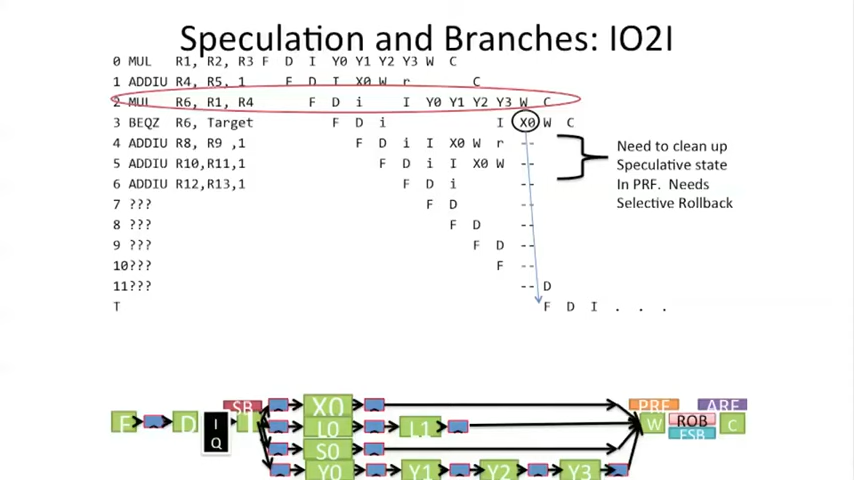 Speculation and Branches: IO2I
0 MUL R1, R2, R3 F D I Y0 Y1 Y2 Y3 W C
1 ADDIU R4, R5, 1 F D I X0 W r C
2 MUL R6, R1, R4 F D i I Y0 Y1 Y2 Y3 W C
3 BEQZ R6, Target F D i I X0 W C
4 ADDIU R8, R9 ,1 F D i I X0 W r --
5 ADDIU R10,R11,1 F D i I X0 W --
6 ADDIU R12,R13,1 F D i --
7 ??? F D --
8 ??? F D --
9 ??? F D --
10??? F --
11??? -- D
T F D I . . .
Need to clean up
Speculative state
In PRF. Needs
Selective Rollback
SB X0 PRF ARF
F D I Q I L0 L1 W ROB C
FSB
S0
Y0 Y1 Y2 Y3